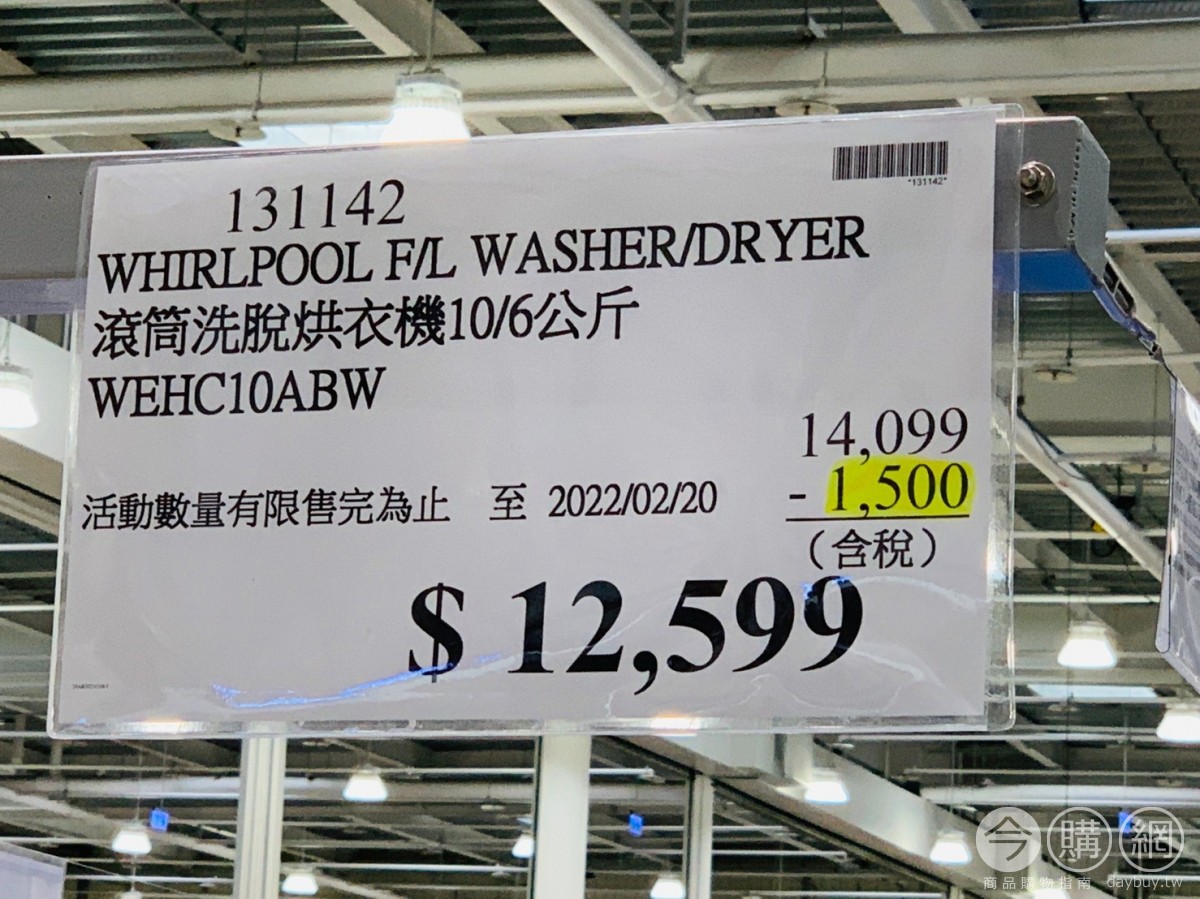 131142
"131142"
WHIRLPOOL F/L WASHER/DRYER
滾筒洗脫烘衣機10/6公斤
WEHC10ABW
14,099
活動數量有限售完為止 至 2022/02/20 - 1,500
(含稅)
$ 12,599
今購網
商品購物指南 daybuy.tw